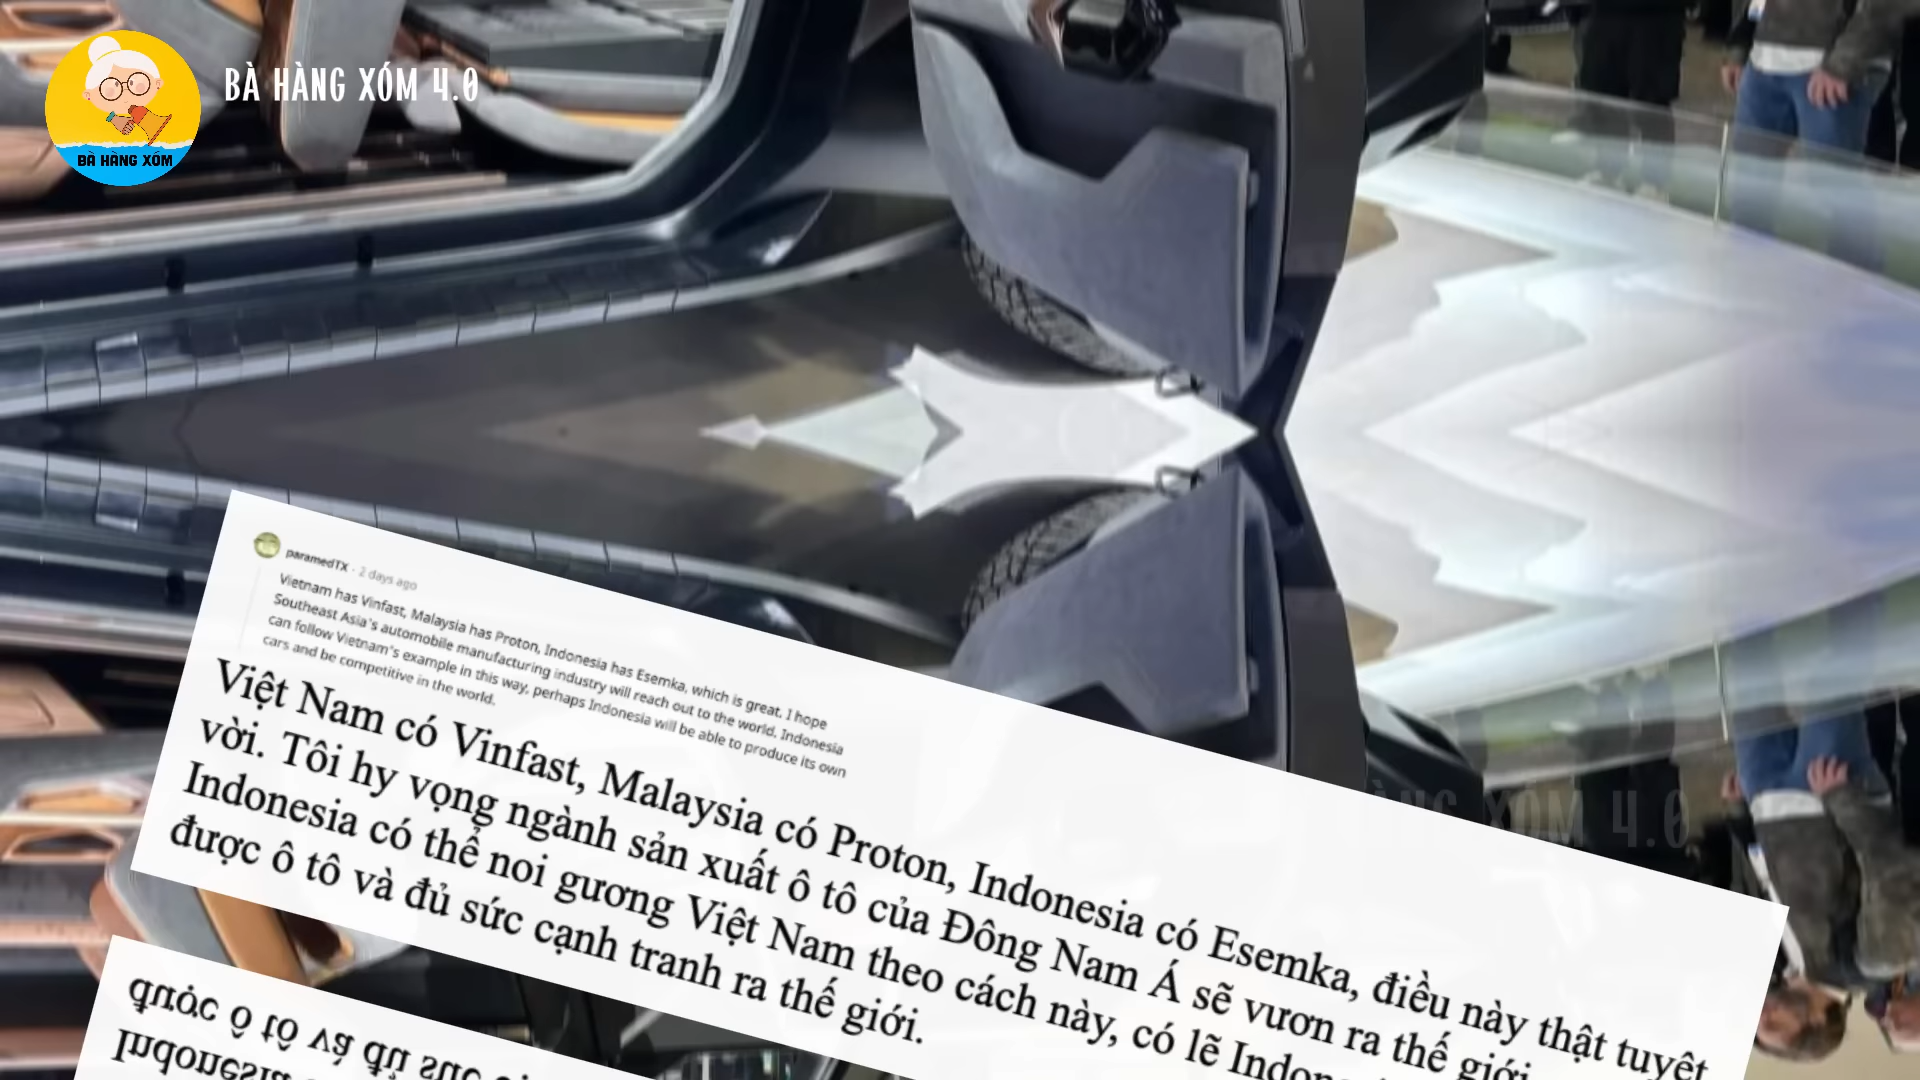 BÀ HÀNG XÓM 4.0
BÀ HÀNG XÓM
paramedTX · 2 days ago
Vietnam has Vinfast, Malaysia has Proton, Indonesia has Esemka, which is great. I hope
Southeast Asia's automobile manufacturing industry will reach out to the world. Indonesia
can follow Vietnam's example in this way, perhaps Indonesia will be able to produce its own
cars and be competitive in the world.
Việt Nam có Vinfast, Malaysia có Proton, Indonesia có Esemka, điều này thật tuyệt
vời. Tôi hy vọng ngành sản xuất ô tô của Đông Nam Á sẽ vươn ra thế giới.
Indonesia có thể noi gương Việt Nam theo cách này, có lẽ
được ô tô và đủ sức cạnh tranh ra thế giới.
XÓM 4.0